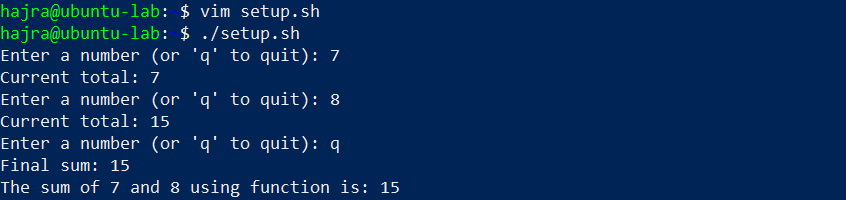 hajra@ubuntu-lab:~$ vim setup.sh
hajra@ubuntu-lab:~$ ./setup.sh
Enter a number (or 'q' to quit): 7
Current total: 7
Enter a number (or 'q' to quit): 8
Current total: 15
Enter a number (or 'q' to quit): q
Final sum: 15
The sum of 7 and 8 using function is: 15